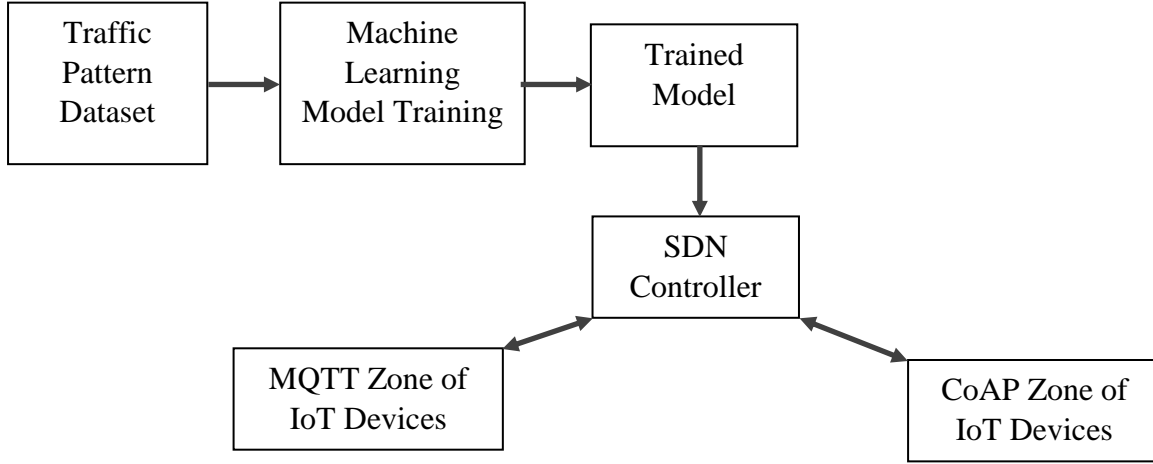 Traffic
Pattern
Dataset
Machine
Learning
Model Training
Trained
Model
SDN
Controller
MQTT Zone of
IoT Devices
CoAP Zone of
IoT Devices